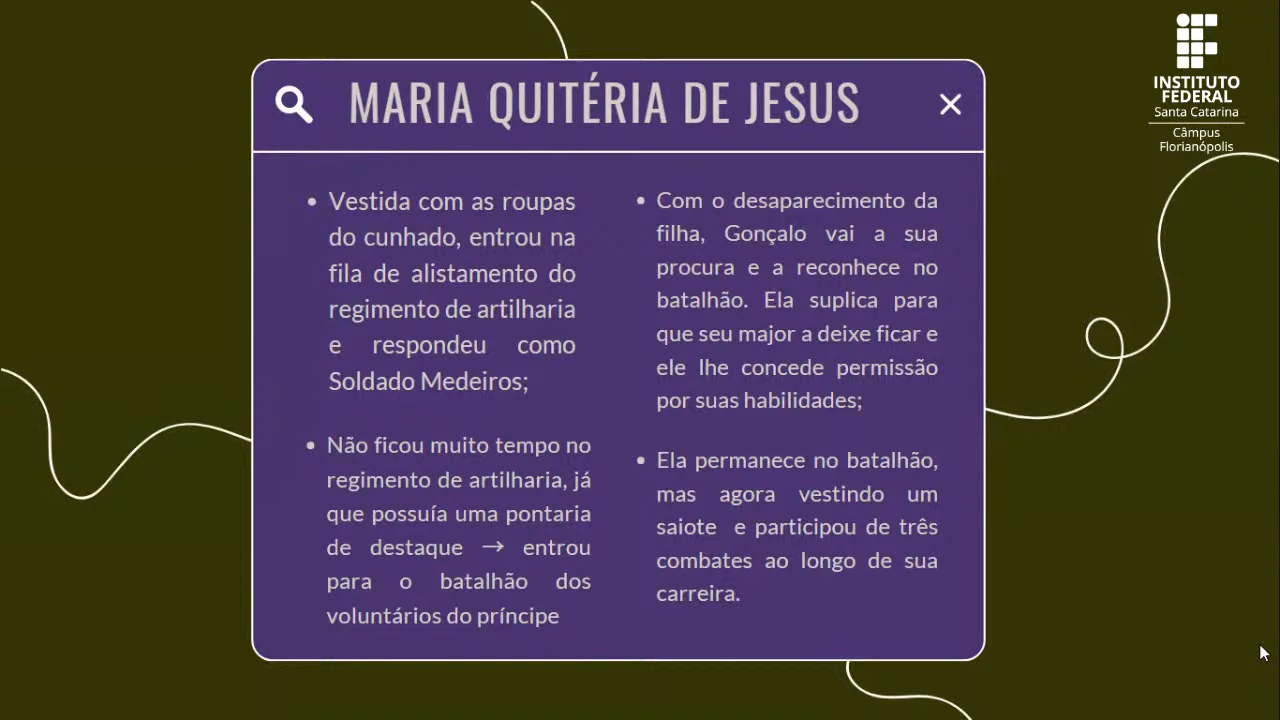 MARIA QUITÉRIA DE JESUS
INSTITUTO
FEDERAL
Santa Catarina
Câmpus
Florianópolis
• Vestida com as roupas
do cunhado, entrou na
fila de alistamento do
regimento de artilharia
e respondeu como
Soldado Medeiros;
• Não ficou muito tempo no
regimento de artilharia, já
que possuía uma pontaria
de destaque → entrou
para o batalhão dos
voluntários do príncipe
• Com o desaparecimento da
filha, Gonçalo vai a sua
procura e a reconhece no
batalhão. Ela suplica para
que seu major a deixe ficar e
ele lhe concede permissão
por suas habilidades;
• Ela permanece no batalhão,
mas agora vestindo um
saiote e participou de três
combates ao longo de sua
carreira.